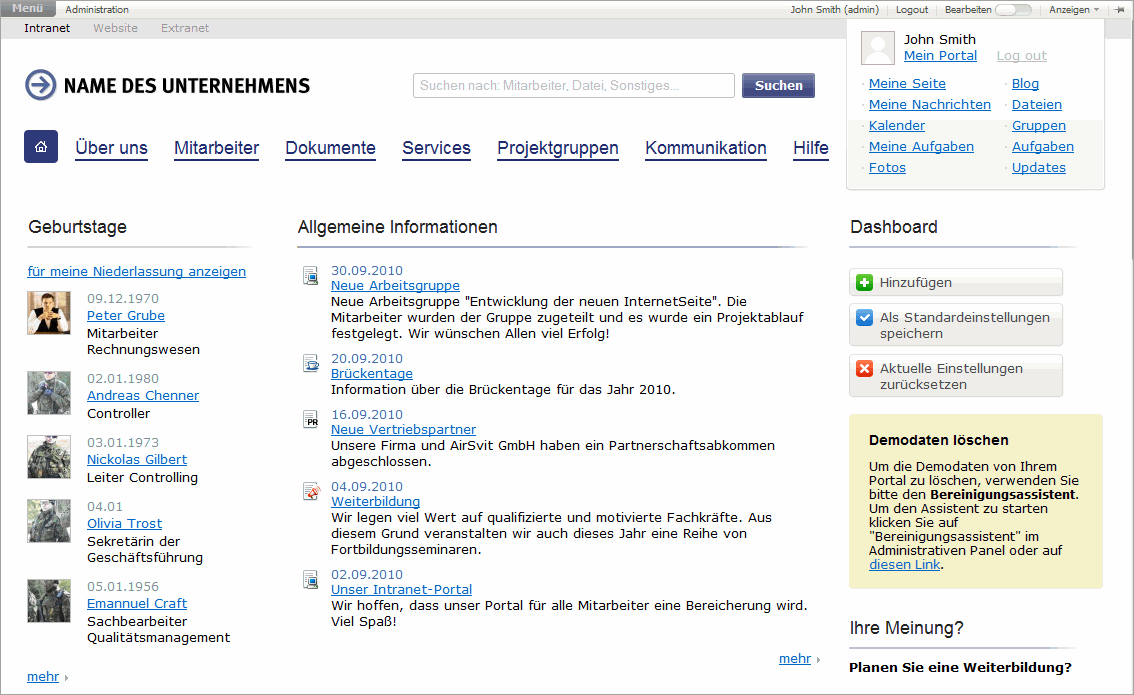 Menü Administration John Smith (admin) Logout Bearbeiten Anzeigen
Intranet Website Extranet
John Smith
Mein Portal Log out
Meine Seite Blog
Meine Nachrichten Dateien
Kalender Gruppen
Meine Aufgaben Aufgaben
Fotos Updates
NAME DES UNTERNEHMENS
Suchen nach: Mitarbeiter, Datei, Sonstiges...
Suchen
Über uns Mitarbeiter Dokumente Services Projektgruppen Kommunikation Hilfe
Geburtstage
für meine Niederlassung anzeigen
09.12.1970
Peter Grube
Mitarbeiter
Rechnungswesen
02.01.1980
Andreas Chenner
Controller
03.01.1973
Nickolas Gilbert
Leiter Controlling
04.01
Olivia Trost
Sekretärin der
Geschäftsführung
05.01.1956
Emannuel Craft
Sachbearbeiter
Qualitätsmanagement
mehr
Allgemeine Informationen
30.09.2010
Neue Arbeitsgruppe
Neue Arbeitsgruppe "Entwicklung der neuen InternetSeite". Die
Mitarbeiter wurden der Gruppe zugeteilt und es wurde ein Projektablauf
festgelegt. Wir wünschen Allen viel Erfolg!
20.09.2010
Brückentage
Information über die Brückentage für das Jahr 2010.
PR
16.09.2010
Neue Vertriebspartner
Unsere Firma und AirSvit GmbH haben ein Partnerschaftsabkommen
abgeschlossen.
04.09.2010
Weiterbildung
Wir legen viel Wert auf qualifizierte und motivierte Fachkräfte. Aus
diesem Grund veranstalten wir auch dieses Jahr eine Reihe von
Fortbildungsseminaren.
02.09.2010
Unser Intranet-Portal
Wir hoffen, dass unser Portal für alle Mitarbeiter eine Bereicherung wird.
Viel Spaß!
mehr
Dashboard
Hinzufügen
Als Standardeinstellungen
speichern
Aktuelle Einstellungen
zurücksetzen
Demodaten löschen
Um die Demodaten von Ihrem
Portal zu löschen, verwenden Sie
bitte den Bereinigungsassistent.
Um den Assistent zu starten
klicken Sie auf
"Bereinigungsassistent" im
Administrativen Panel oder auf
diesen Link.
Ihre Meinung?
Planen Sie eine Weiterbildung?